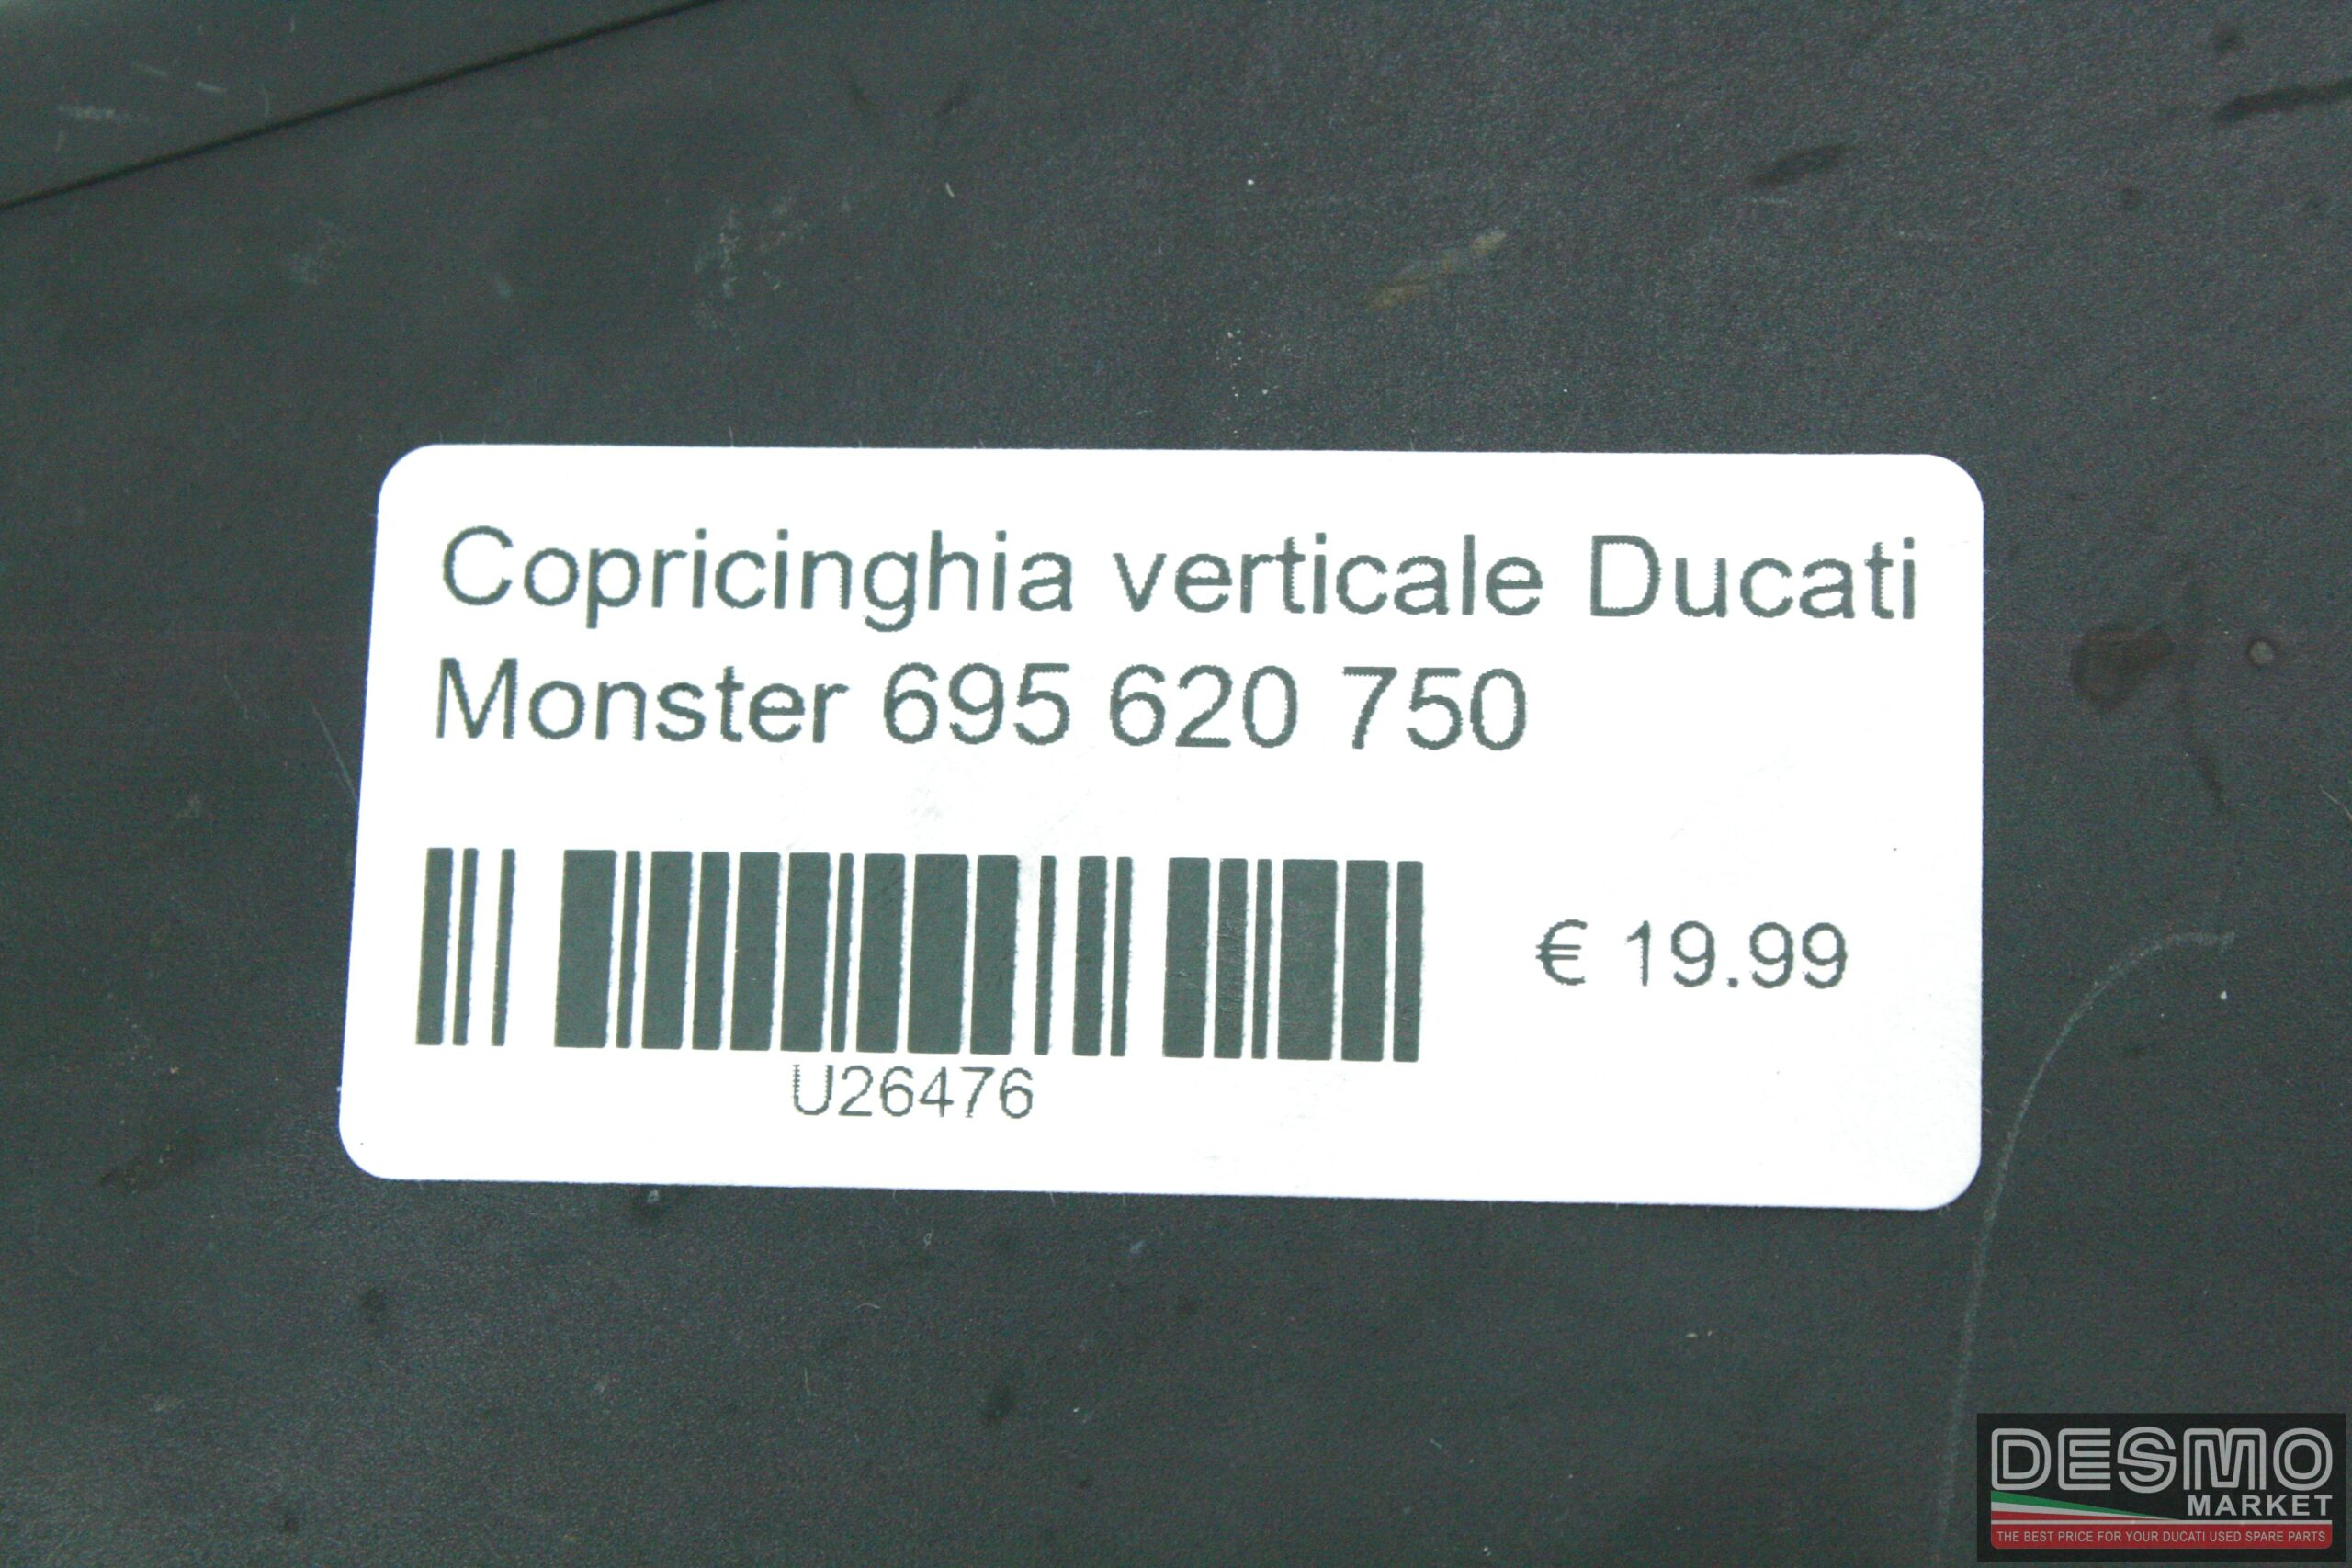 Copricinghia verticale Ducati
Monster 695 620 750
€ 19.99
U26476
DESMO
MARKET
THE BEST PRICE FOR YOUR DUCATI USED SPARE PARTS